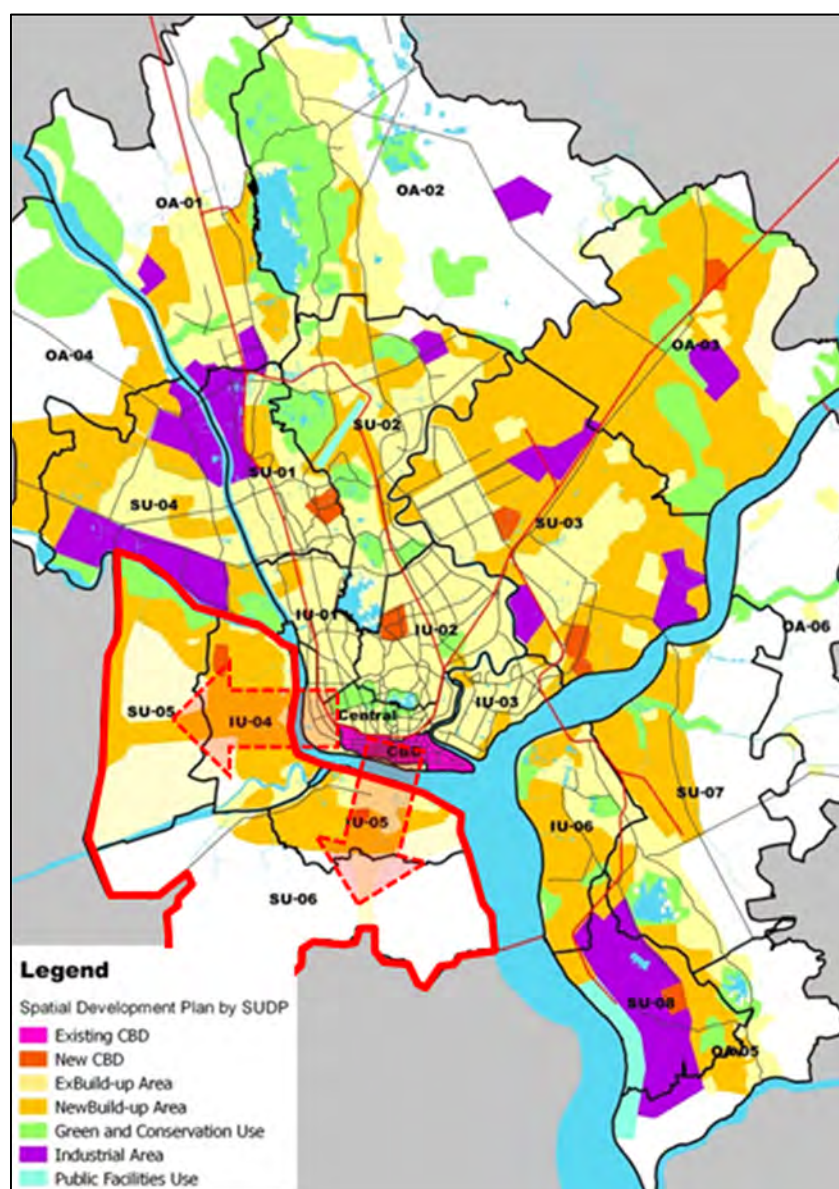 OA-01
OA-02
OA-03
OA-04
SU-01
SU-02
SU-03
SU-04
IU-01
IU-02
IU-03
OA-06
SU-05
IU-04
Central
CBD
IU-05
IU-06
SU-07
SU-06
SU-08
OA-05
Legend
Spatial Development Plan by SUDP
Existing CBD
New CBD
ExBuild-up Area
NewBuild-up Area
Green and Conservation Use
Industrial Area
Public Facilities Use